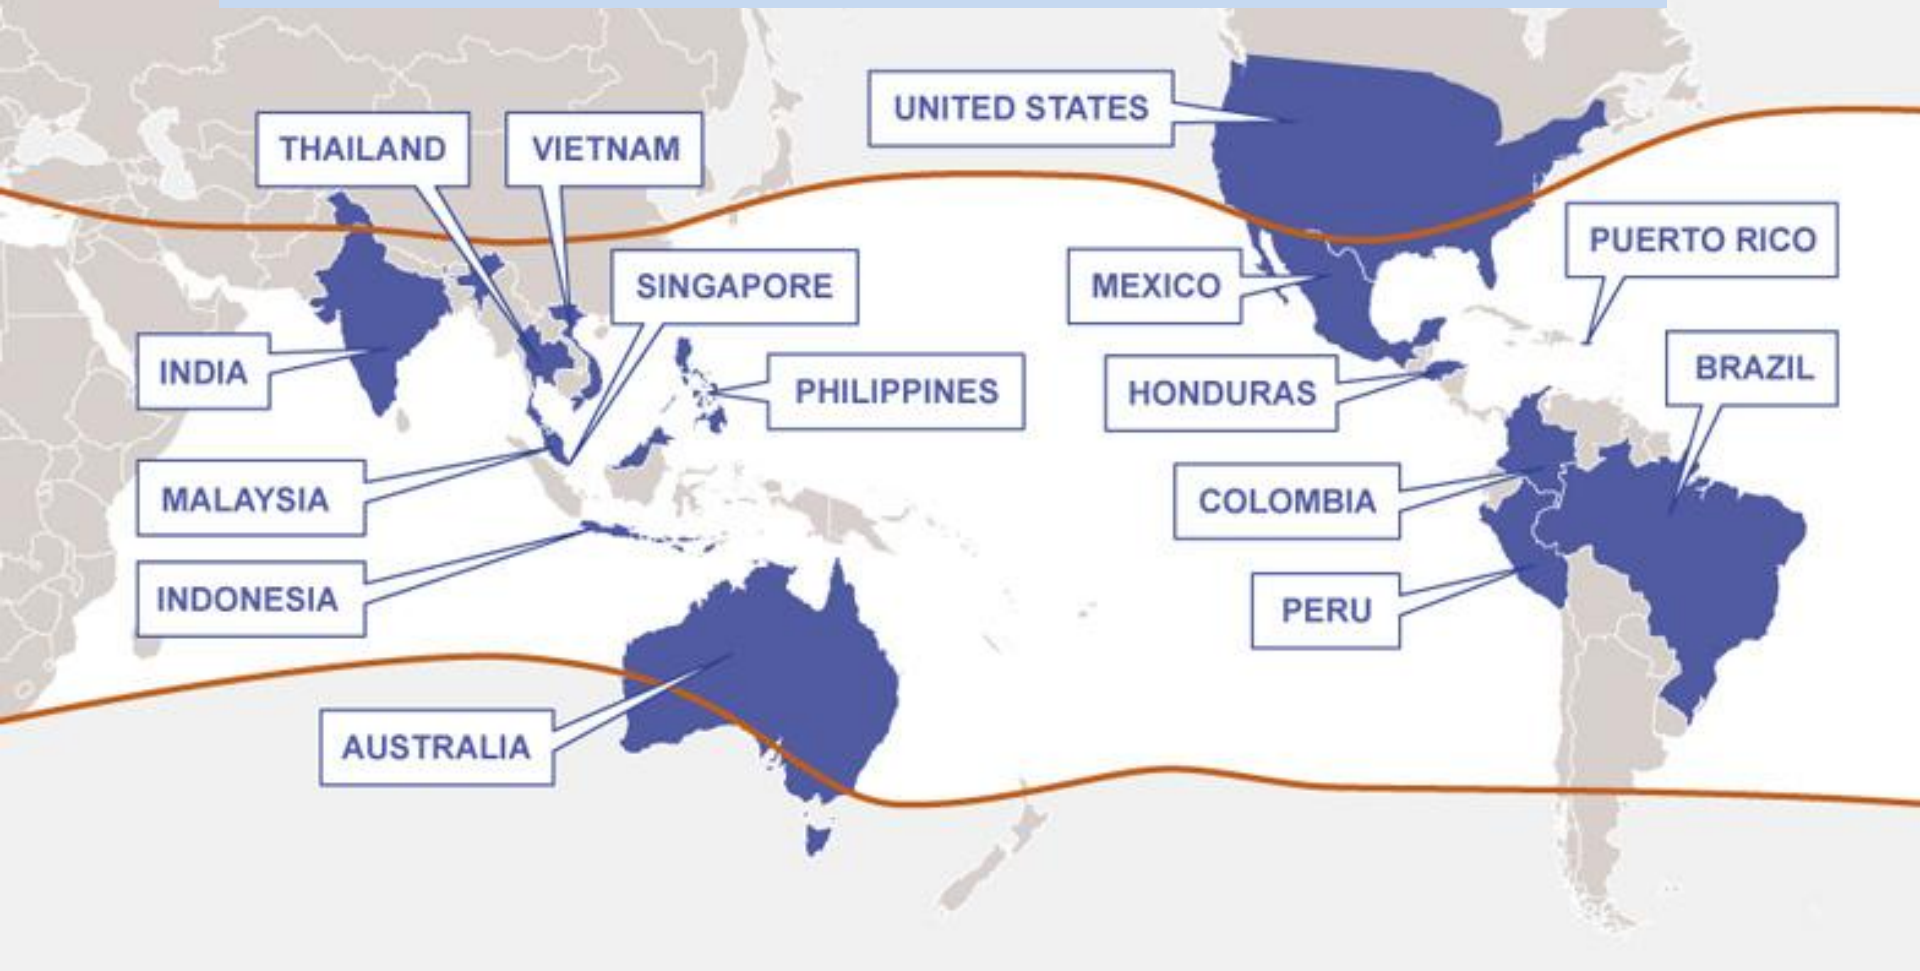 UNITED STATES
THAILAND
VIETNAM
PUERTO RICO
SINGAPORE
MEXICO
INDIA
BRAZIL
PHILIPPINES
HONDURAS
MALAYSIA
COLOMBIA
INDONESIA
PERU
AUSTRALIA